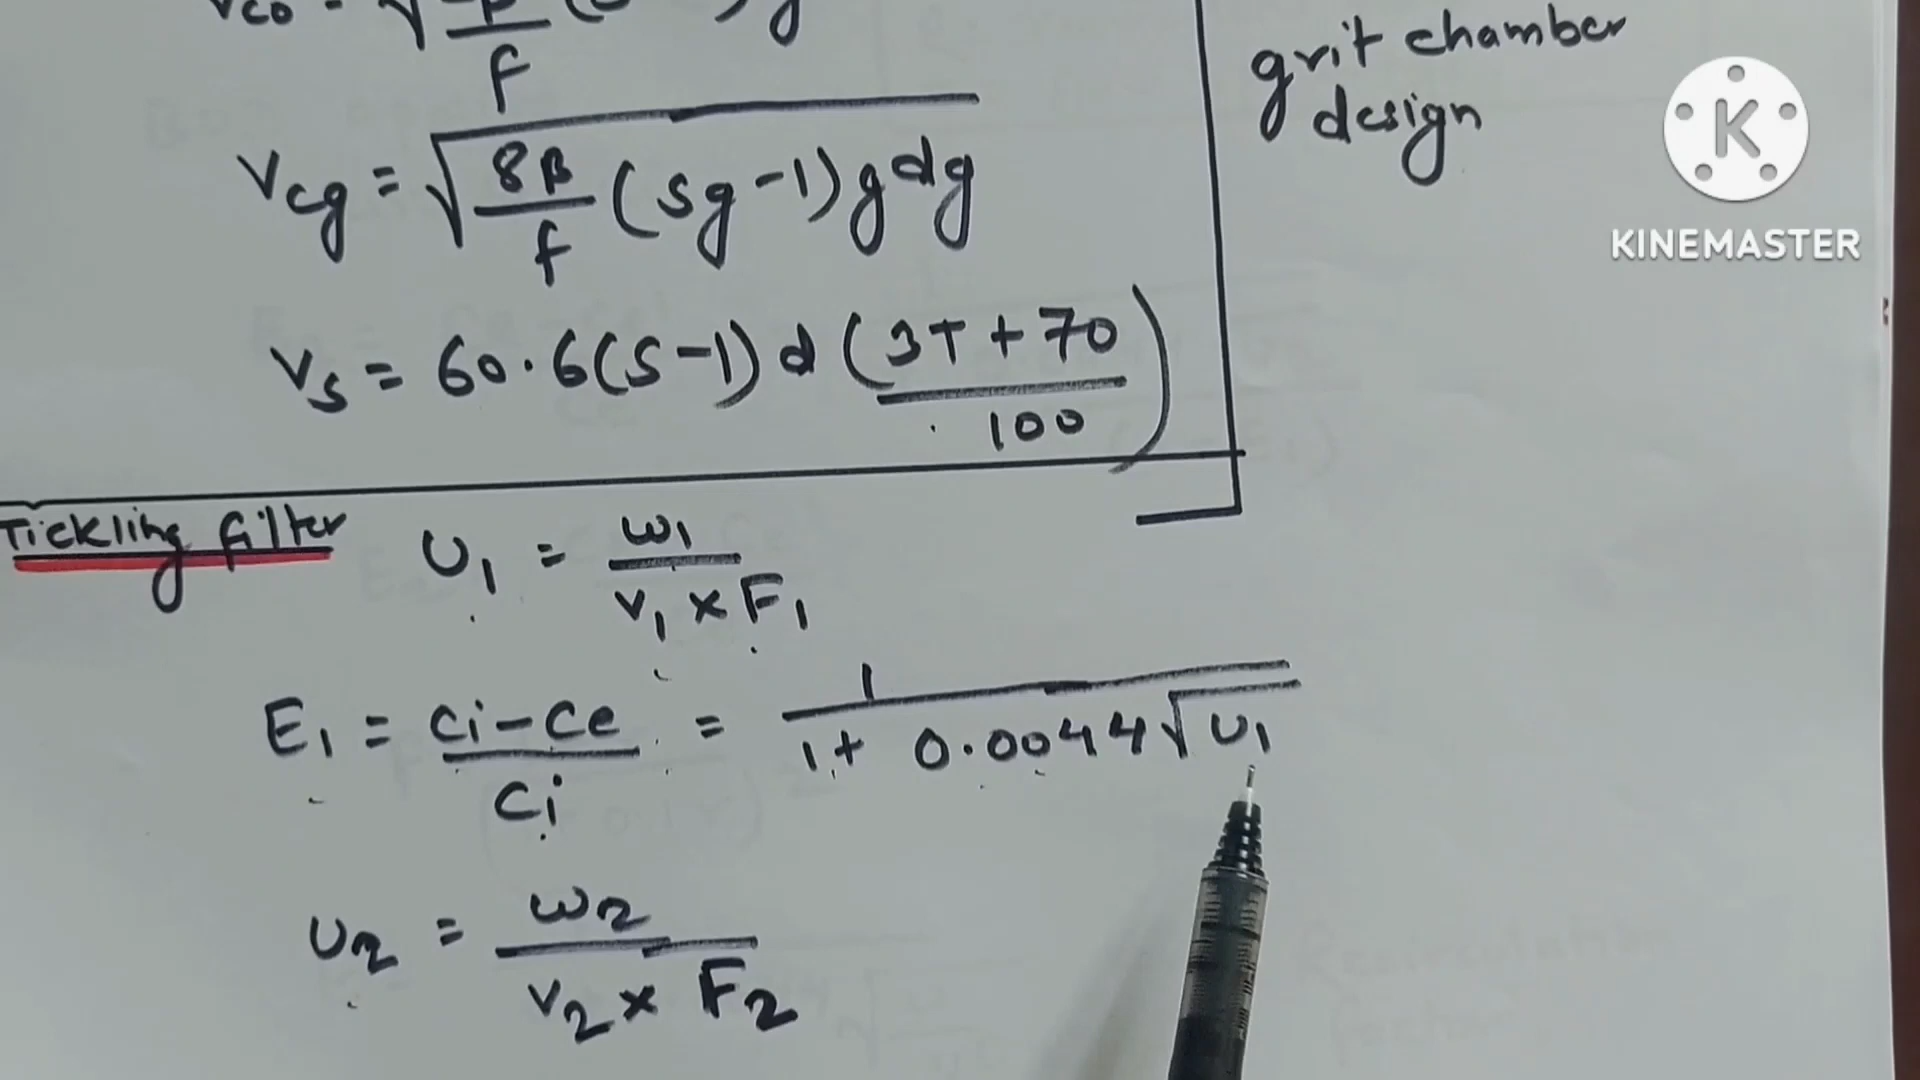 grit chamber
design
K
KINEMASTER
f
Vcg = √(8β/f (Sg-1)gdg)
Vs = 60.6(S-1)d (3T+70/100)
Tickling filter
U1 = w1/(V1 × F1)
E1 = Ci-Ce/Ci = 1/(1+0.0044√U1)
U2 = w2/(V2 × F2)